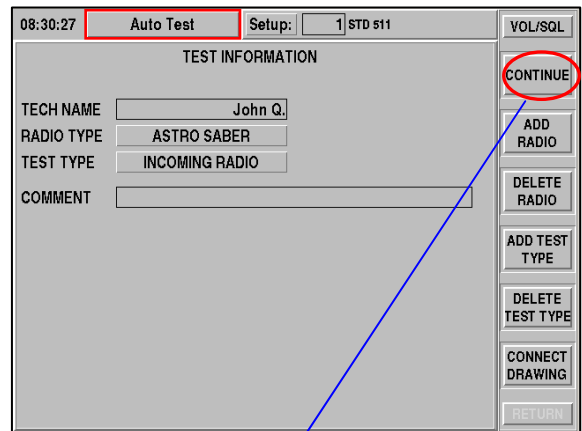 08:30:27 Auto Test Setup: 1 STD 511
VOL/SQL
TEST INFORMATION
CONTINUE
TECH NAME John Q.
RADIO TYPE ASTRO SABER
TEST TYPE INCOMING RADIO
COMMENT
ADD
RADIO
DELETE
RADIO
ADD TEST
TYPE
DELETE
TEST TYPE
CONNECT
DRAWING
RETURN